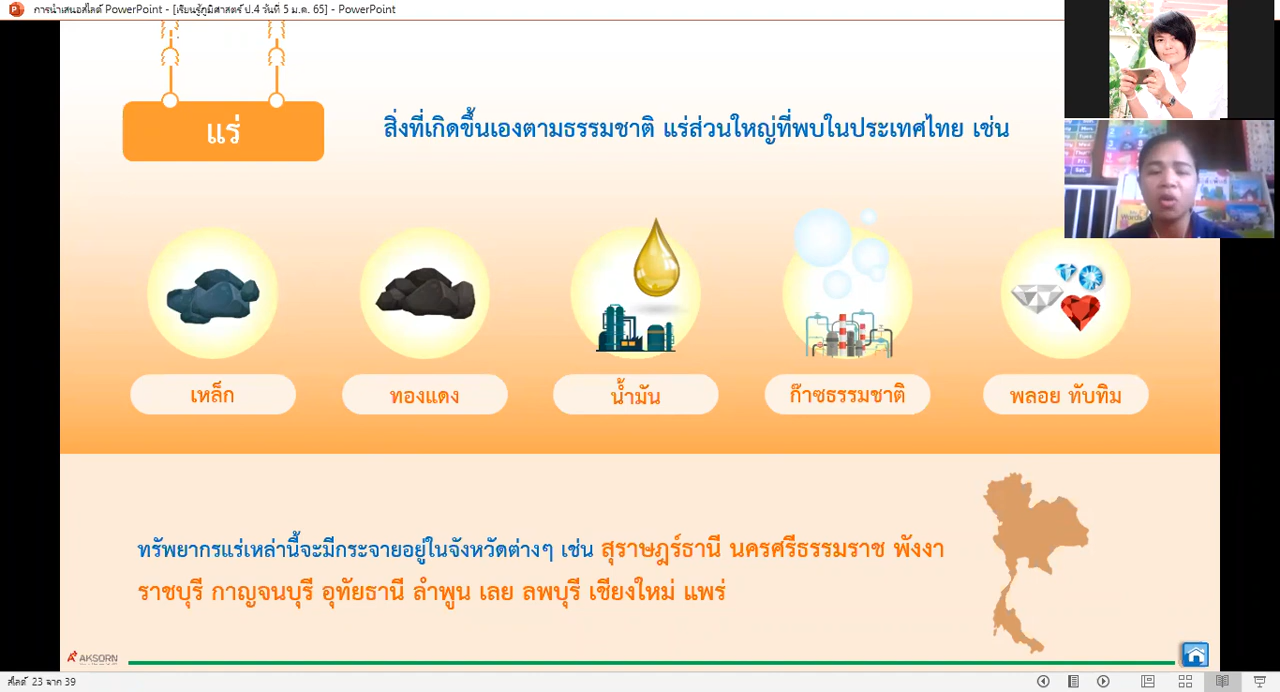 การนำเสนอสไลด์ PowerPoint - [เรียนรู้ภูมิศาสตร์ ป.4 วันที่ 5 ม.ค. 65] - PowerPoint
แร่
สิ่งที่เกิดขึ้นเองตามธรรมชาติ แร่ส่วนใหญ่ที่พบในประเทศไทย เช่น
เหล็ก
ทองแดง
น้ำมัน
ก๊าซธรรมชาติ
พลอย ทับทิม
ทรัพยากรแร่เหล่านี้จะมีกระจายอยู่ในจังหวัดต่างๆ เช่น สุราษฎร์ธานี นครศรีธรรมราช พังงา
ราชบุรี กาญจนบุรี อุทัยธานี ลำพูน เลย ลพบุรี เชียงใหม่ แพร่
AKSORN
สไลด์ 23 จาก 39